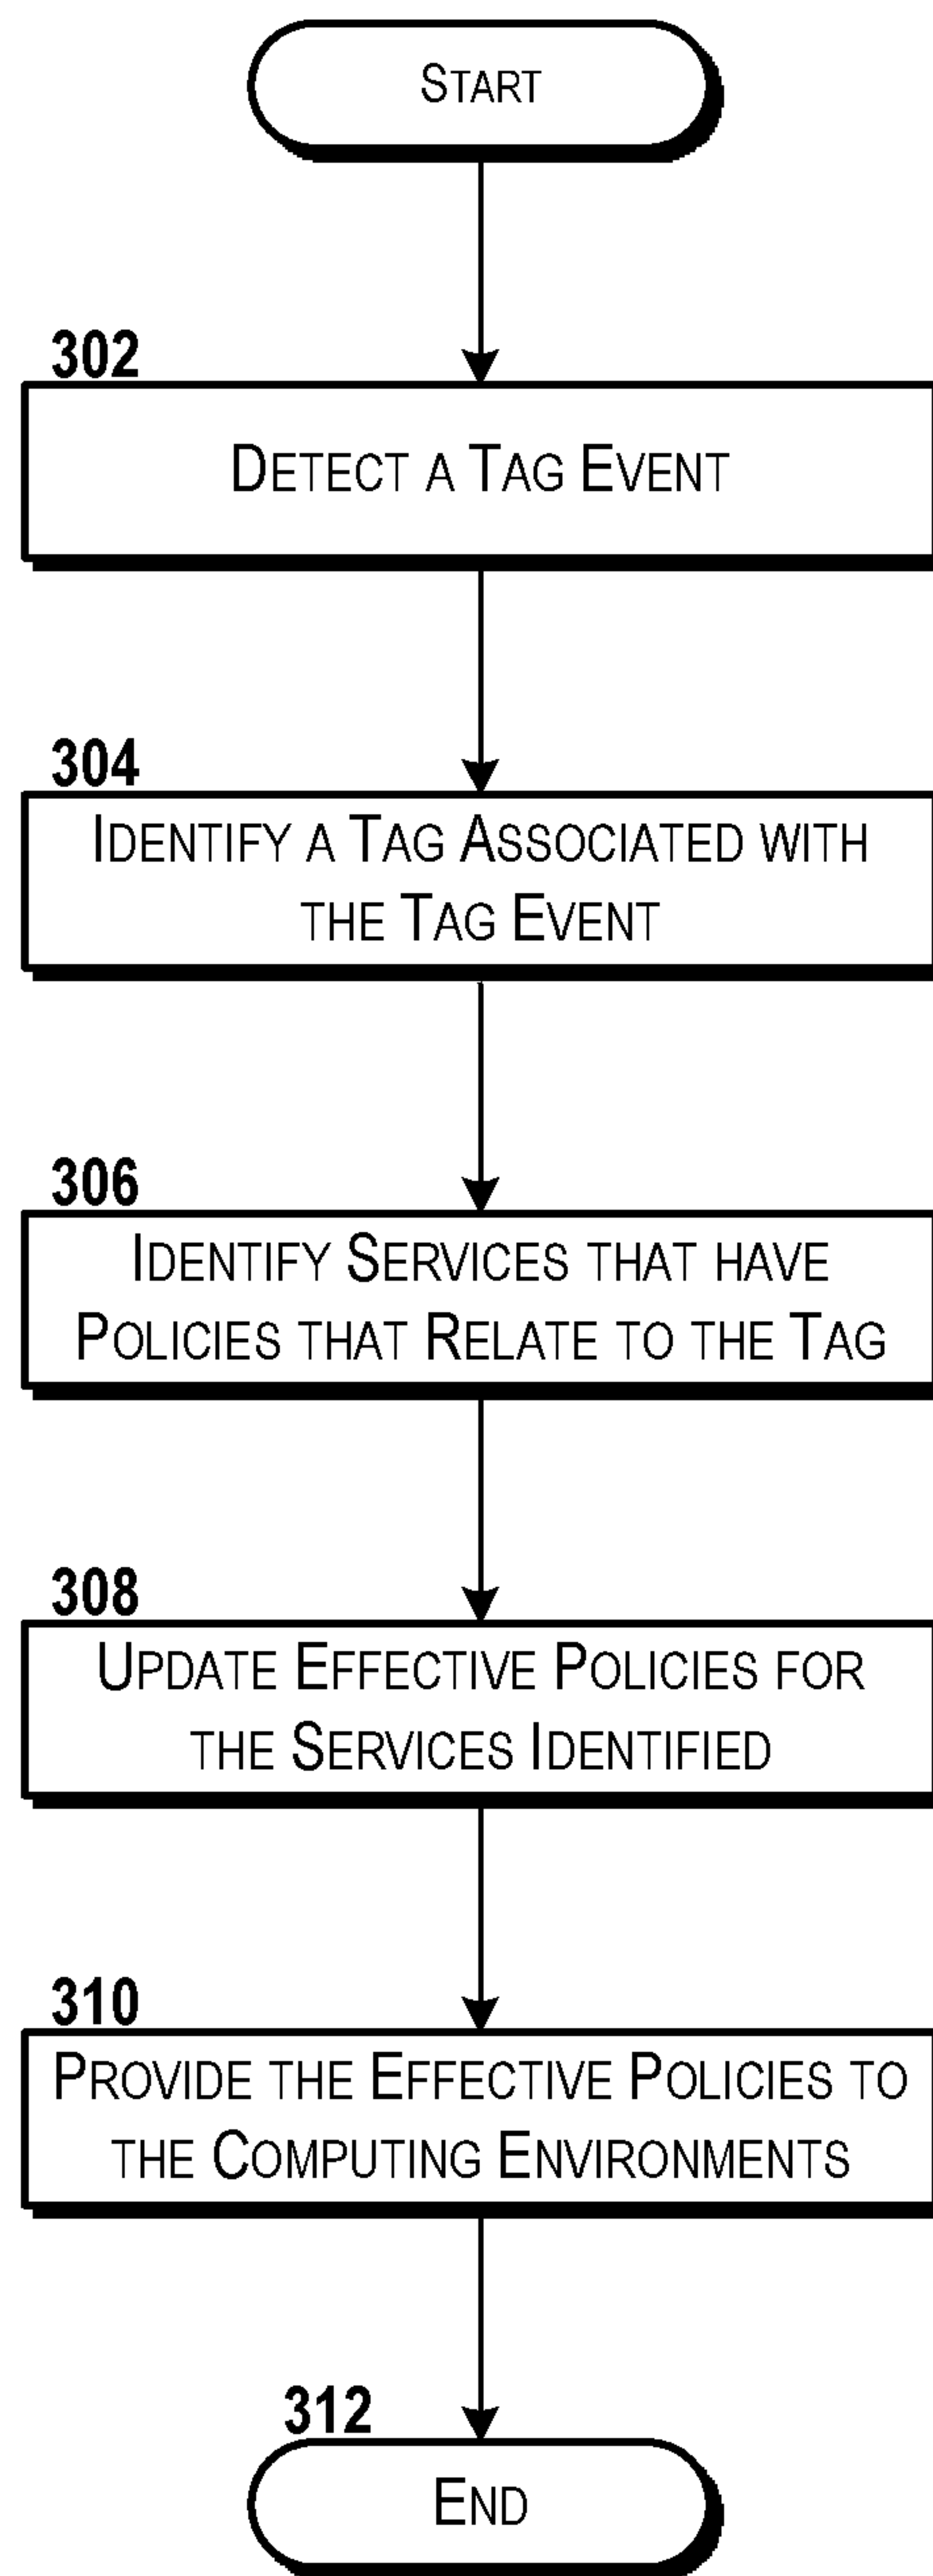 START
302
DETECT A TAG EVENT
304
IDENTIFY A TAG ASSOCIATED WITH
THE TAG EVENT
306
IDENTIFY SERVICES THAT HAVE
POLICIES THAT RELATE TO THE TAG
308
UPDATE EFFECTIVE POLICIES FOR
THE SERVICES IDENTIFIED
310
PROVIDE THE EFFECTIVE POLICIES TO
THE COMPUTING ENVIRONMENTS
312
END